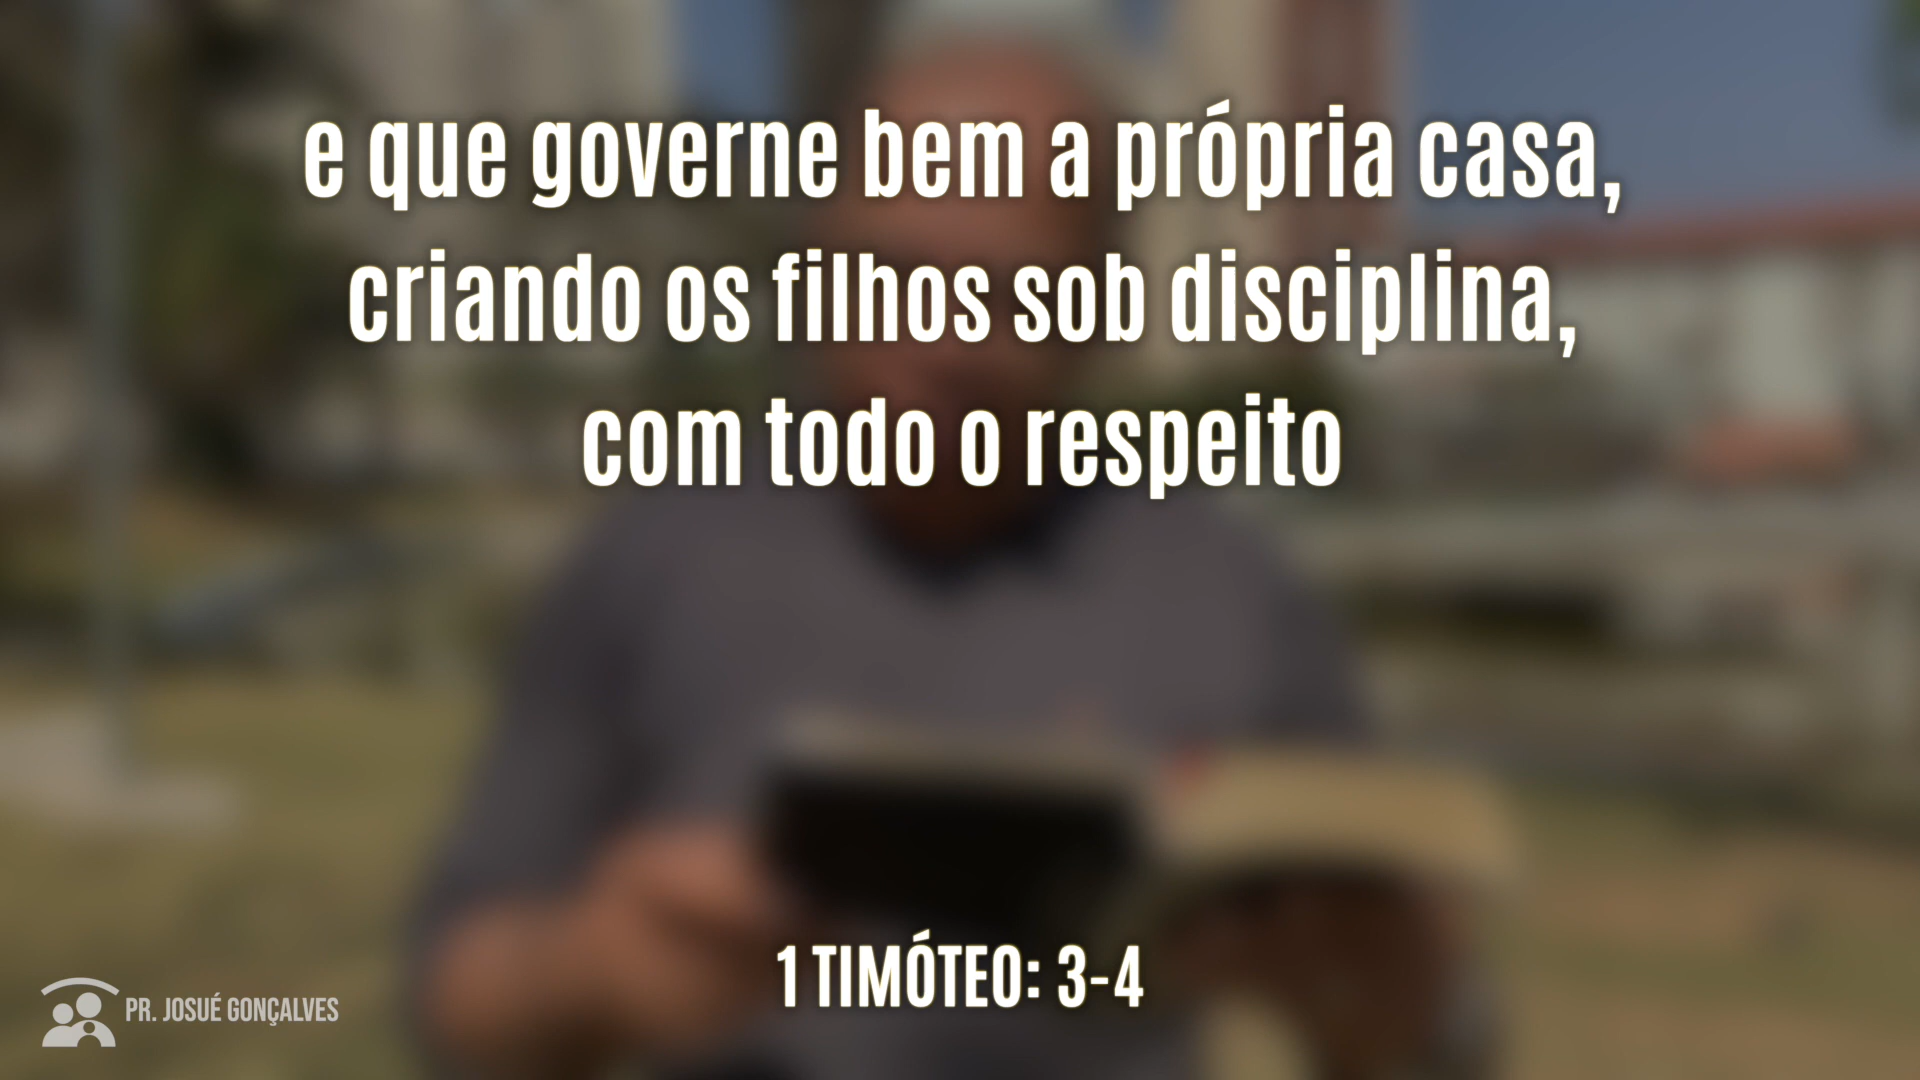 e que governe bem a própria casa,
criando os filhos sob disciplina,
com todo o respeito
1 TIMÓTEO: 3-4
PR. JOSUÉ GONÇALVES